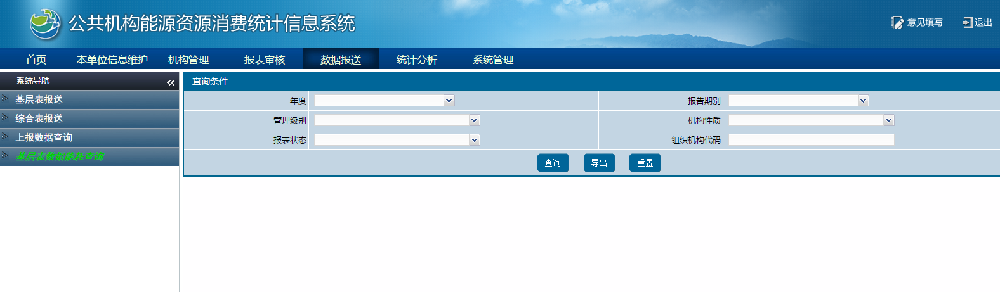 公共机构能源资源消费统计信息系统
意见填写 退出
首页 本单位信息维护 机构管理 报表审核 数据报送 统计分析 系统管理
系统导航
基层表报送
综合表报送
上报数据查询
基层表数据能耗查询
查询条件
年度 报告期别
管理级别 机构性质
报表状态 组织机构代码
查询 导出 重置